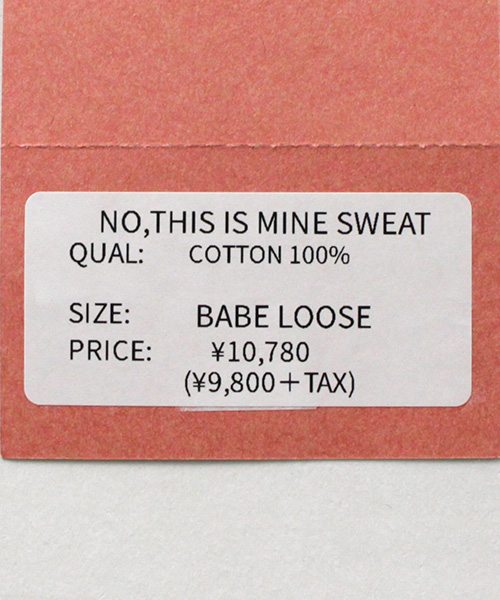 NO,THIS IS MINE SWEAT
QUAL: COTTON 100%
SIZE: BABE LOOSE
PRICE: ¥10,780
(¥9,800＋TAX)